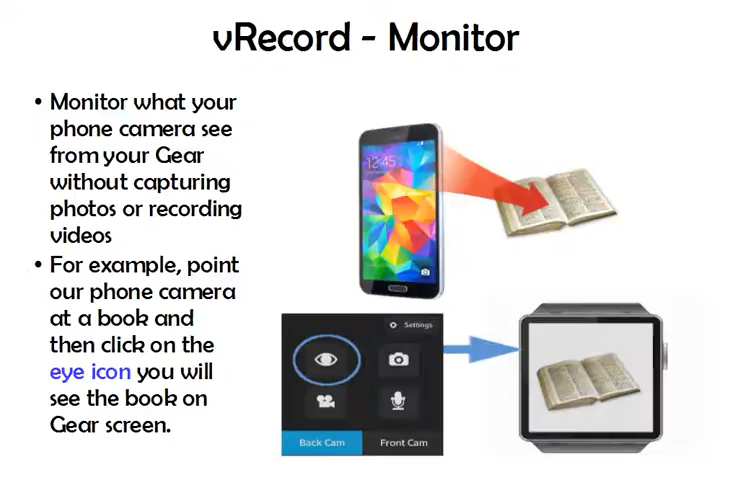 vRecord - Monitor
• Monitor what your
phone camera see
from your Gear
without capturing
photos or recording
videos
• For example, point
our phone camera
at a book and
then click on the
eye icon you will
see the book on
Gear screen.
12:45
Settings
Back Cam
Front Cam